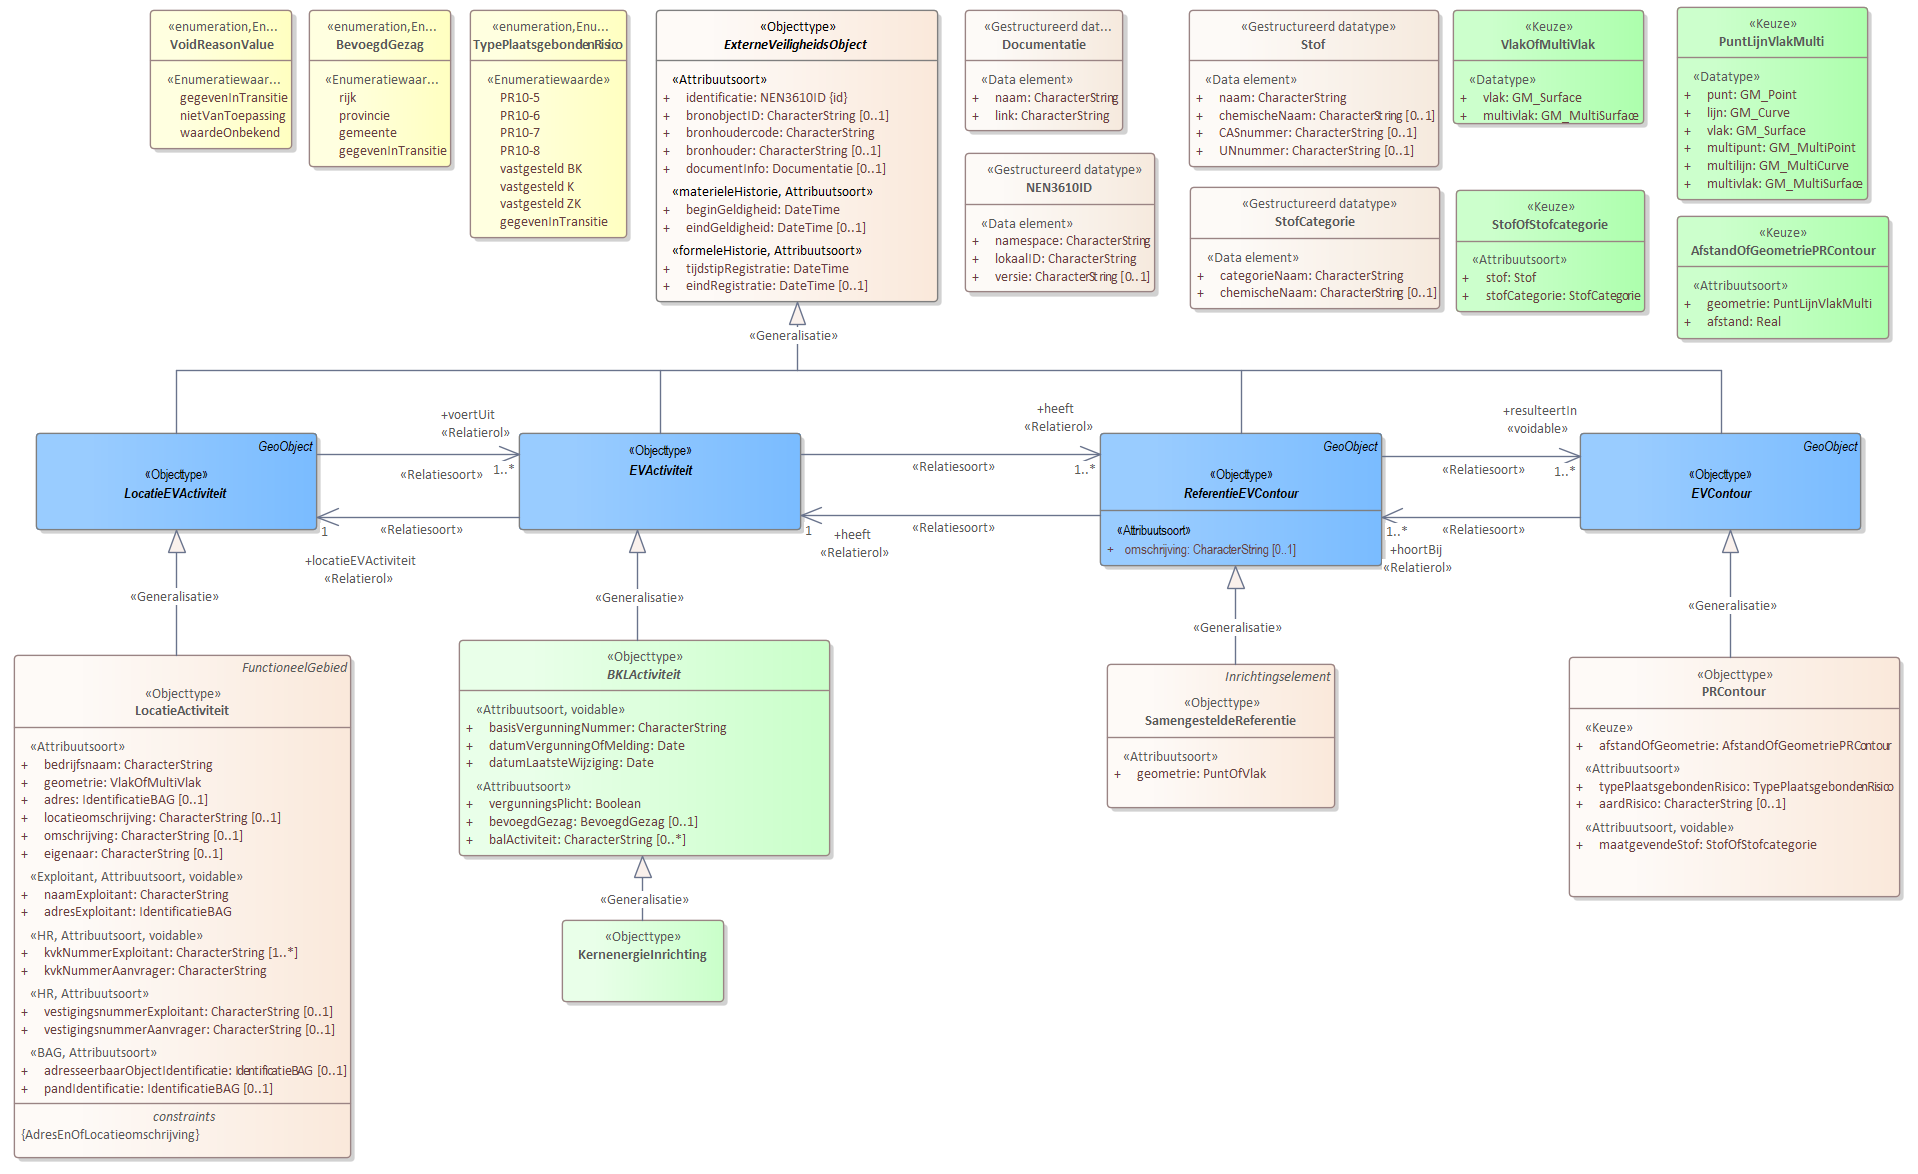 «enumeration,En...
VoidReasonValue
«Enumeratiewaar...
gegevenInTransitie
nietVanToepassing
waardeOnbekend
«enumeration,En...
BevoegdGezag
«Enumeratiewaar...
rijk
provincie
gemeente
gegevenInTransitie
«enumeration,Enu...
TypePlaatsgebondenRisico
«Enumeratiewaarde»
PR10-5
PR10-6
PR10-7
PR10-8
vastgesteld BK
vastgesteld K
vastgesteld ZK
gegevenInTransitie
«Objecttype»
ExterneVeiligheidsObject
«Attribuutsoort»
+ identificatie: NEN3610ID {id}
+ bronobjectID: CharacterString [0..1]
+ bronhoudercode: CharacterString
+ bronhouder: CharacterString [0..1]
+ documentInfo: Documentatie [0..1]
«materieleHistorie, Attribuutsoort»
+ beginGeldigheid: DateTime
+ eindGeldigheid: DateTime [0..1]
«formeleHistorie, Attribuutsoort»
+ tijdstipRegistratie: DateTime
+ eindRegistratie: DateTime [0..1]
«Gestructureerd dat...
Documentatie
«Data element»
+ naam: CharacterString
+ link: CharacterString
«Gestructureerd datatype»
NEN3610ID
«Data element»
+ namespace: CharacterString
+ lokaalID: CharacterString
+ versie: CharacterString [0..1]
«Gestructureerd datatype»
Stof
«Data element»
+ naam: CharacterString
+ chemischeNaam: CharacterString [0..1]
+ CASnummer: CharacterString [0..1]
+ UNnummer: CharacterString [0..1]
«Gestructureerd datatype»
StofCategorie
«Data element»
+ categorieNaam: CharacterString
+ chemischeNaam: CharacterString [0..1]
«Keuze»
VlakOfMultiVlak
«Datatype»
+ vlak: GM_Surface
+ multivlak: GM_MultiSurface
«Keuze»
StofOfStofcategorie
«Attribuutsoort»
+ stof: Stof
+ stofCategorie: StofCategorie
«Keuze»
PuntLijnVlakMulti
«Datatype»
+ punt: GM_Point
+ lijn: GM_Curve
+ vlak: GM_Surface
+ multipunt: GM_MultiPoint
+ multilijn: GM_MultiCurve
+ multivlak: GM_MultiSurface
«Keuze»
AfstandOfGeometriePRContour
«Attribuutsoort»
+ geometrie: PuntLijnVlakMulti
+ afstand: Real
«Generalisatie»
GeoObject
«Objecttype»
LocatieEVActiviteit
+voertUit
«Relatierol»
1..*
«Relatiesoort»
«Relatiesoort»
1
+locatieEVActiviteit
«Relatierol»
«Objecttype»
EVActiviteit
+heeft
«Relatierol»
1..*
«Relatiesoort»
«Relatiesoort»
1
+heeft
«Relatierol»
GeoObject
«Objecttype»
ReferentieEVContour
«Attribuutsoort»
+ omschrijving: CharacterString [0..1]
+resulteertIn
«voidable»
1..*
«Relatiesoort»
«Relatiesoort»
1..*
+hoortBij
«Relatierol»
GeoObject
«Objecttype»
EVContour
«Generalisatie»
«Generalisatie»
«Generalisatie»
«Generalisatie»
FunctioneelGebied
«Objecttype»
LocatieActiviteit
«Attribuutsoort»
+ bedrijfsnaam: CharacterString
+ geometrie: VlakOfMultiVlak
+ adres: IdentificatieBAG [0..1]
+ locatieomschrijving: CharacterString [0..1]
+ omschrijving: CharacterString [0..1]
+ eigenaar: CharacterString [0..1]
«Exploitant, Attribuutsoort, voidable»
+ naamExploitant: CharacterString
+ adresExploitant: IdentificatieBAG
«HR, Attribuutsoort, voidable»
+ kvkNummerExploitant: CharacterString [1..*]
+ kvkNummerAanvrager: CharacterString
«HR, Attribuutsoort»
+ vestigingsnummerExploitant: CharacterString [0..1]
+ vestigingsnummerAanvrager: CharacterString [0..1]
«BAG, Attribuutsoort»
+ adresseerbaarObjectIdentificatie: IdentificatieBAG [0..1]
+ pandIdentificatie: IdentificatieBAG [0..1]
constraints
{AdresEnOfLocatieomschrijving}
«Objecttype»
BKLActiviteit
«Attribuutsoort, voidable»
+ basisVergunningNummer: CharacterString
+ datumVergunningOfMelding: Date
+ datumLaatsteWijziging: Date
«Attribuutsoort»
+ vergunningsPlicht: Boolean
+ bevoegdGezag: BevoegdGezag [0..1]
+ balActiviteit: CharacterString [0..*]
«Generalisatie»
«Objecttype»
KernenergieInrichting
Inrichtingselement
«Objecttype»
SamengesteldeReferentie
«Attribuutsoort»
+ geometrie: PuntOfVlak
«Objecttype»
PRContour
«Keuze»
+ afstandOfGeometrie: AfstandOfGeometriePRContour
«Attribuutsoort»
+ typePlaatsgebondenRisico: TypePlaatsgebondenRisico
+ aardRisico: CharacterString [0..1]
«Attribuutsoort, voidable»
+ maatgevendeStof: StofOfStofcategorie